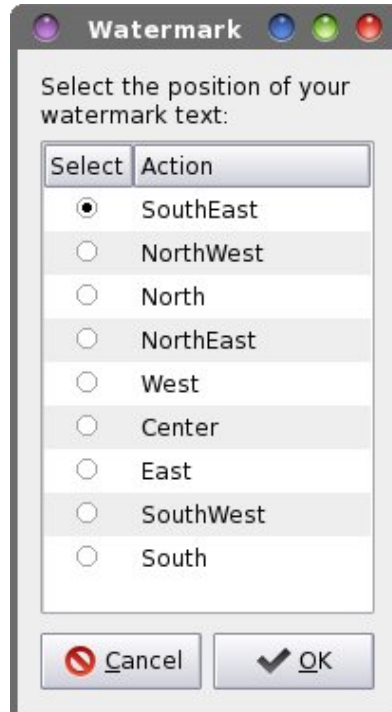 Watermark
Select the position of your
watermark text:
Select Action
SouthEast
NorthWest
North
NorthEast
West
Center
East
SouthWest
South
Cancel OK